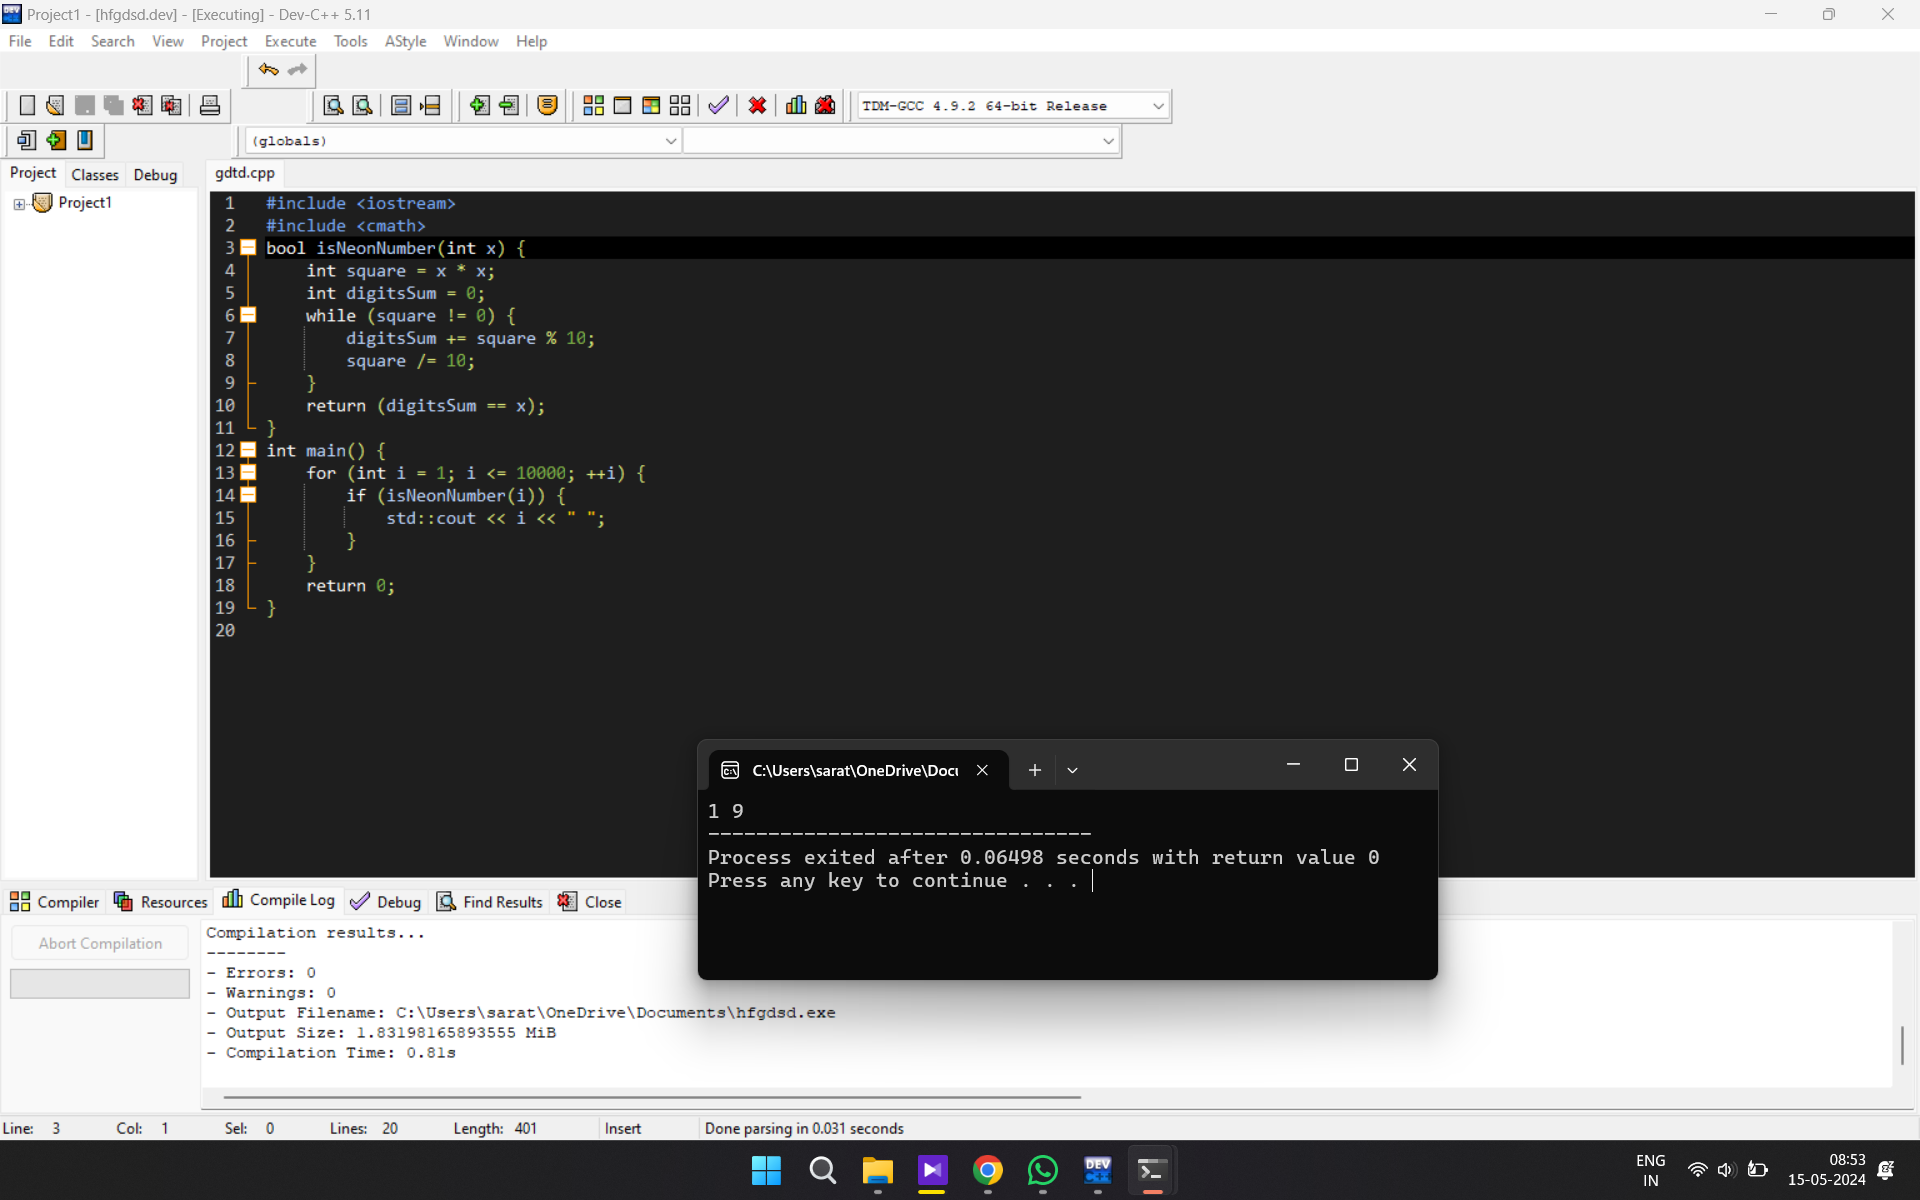 Project1 - [hfgdsd.dev] - [Executing] - Dev-C++ 5.11
File Edit Search View Project Execute Tools AStyle Window Help
TDM-GCC 4.9.2 64-bit Release
(globals)
Project Classes Debug
gdtd.cpp
Project1
1 #include <iostream>
2 #include <cmath>
3 bool isNeonNumber(int x) {
4 int square = x * x;
5 int digitsSum = 0;
6 while (square != 0) {
7 digitsSum += square % 10;
8 square /= 10;
9 }
10 return (digitsSum == x);
11 }
12 int main() {
13 for (int i = 1; i <= 10000; ++i) {
14 if (isNeonNumber(i)) {
15 std::cout << i << " ";
16 }
17 }
18 return 0;
19 }
20
C:\Users\sarat\OneDrive\Docu
1 9
--------------------------------
Process exited after 0.06498 seconds with return value 0
Press any key to continue . . .
Compiler Resources Compile Log Debug Find Results Close
Abort Compilation
Compilation results...
--------
- Errors: 0
- Warnings: 0
- Output Filename: C:\Users\sarat\OneDrive\Documents\hfgdsd.exe
- Output Size: 1.83198165893555 MiB
- Compilation Time: 0.81s
Line: 3 Col: 1 Sel: 0 Lines: 20 Length: 401 Insert Done parsing in 0.031 seconds
DEV C++
ENG IN
08:53
15-05-2024